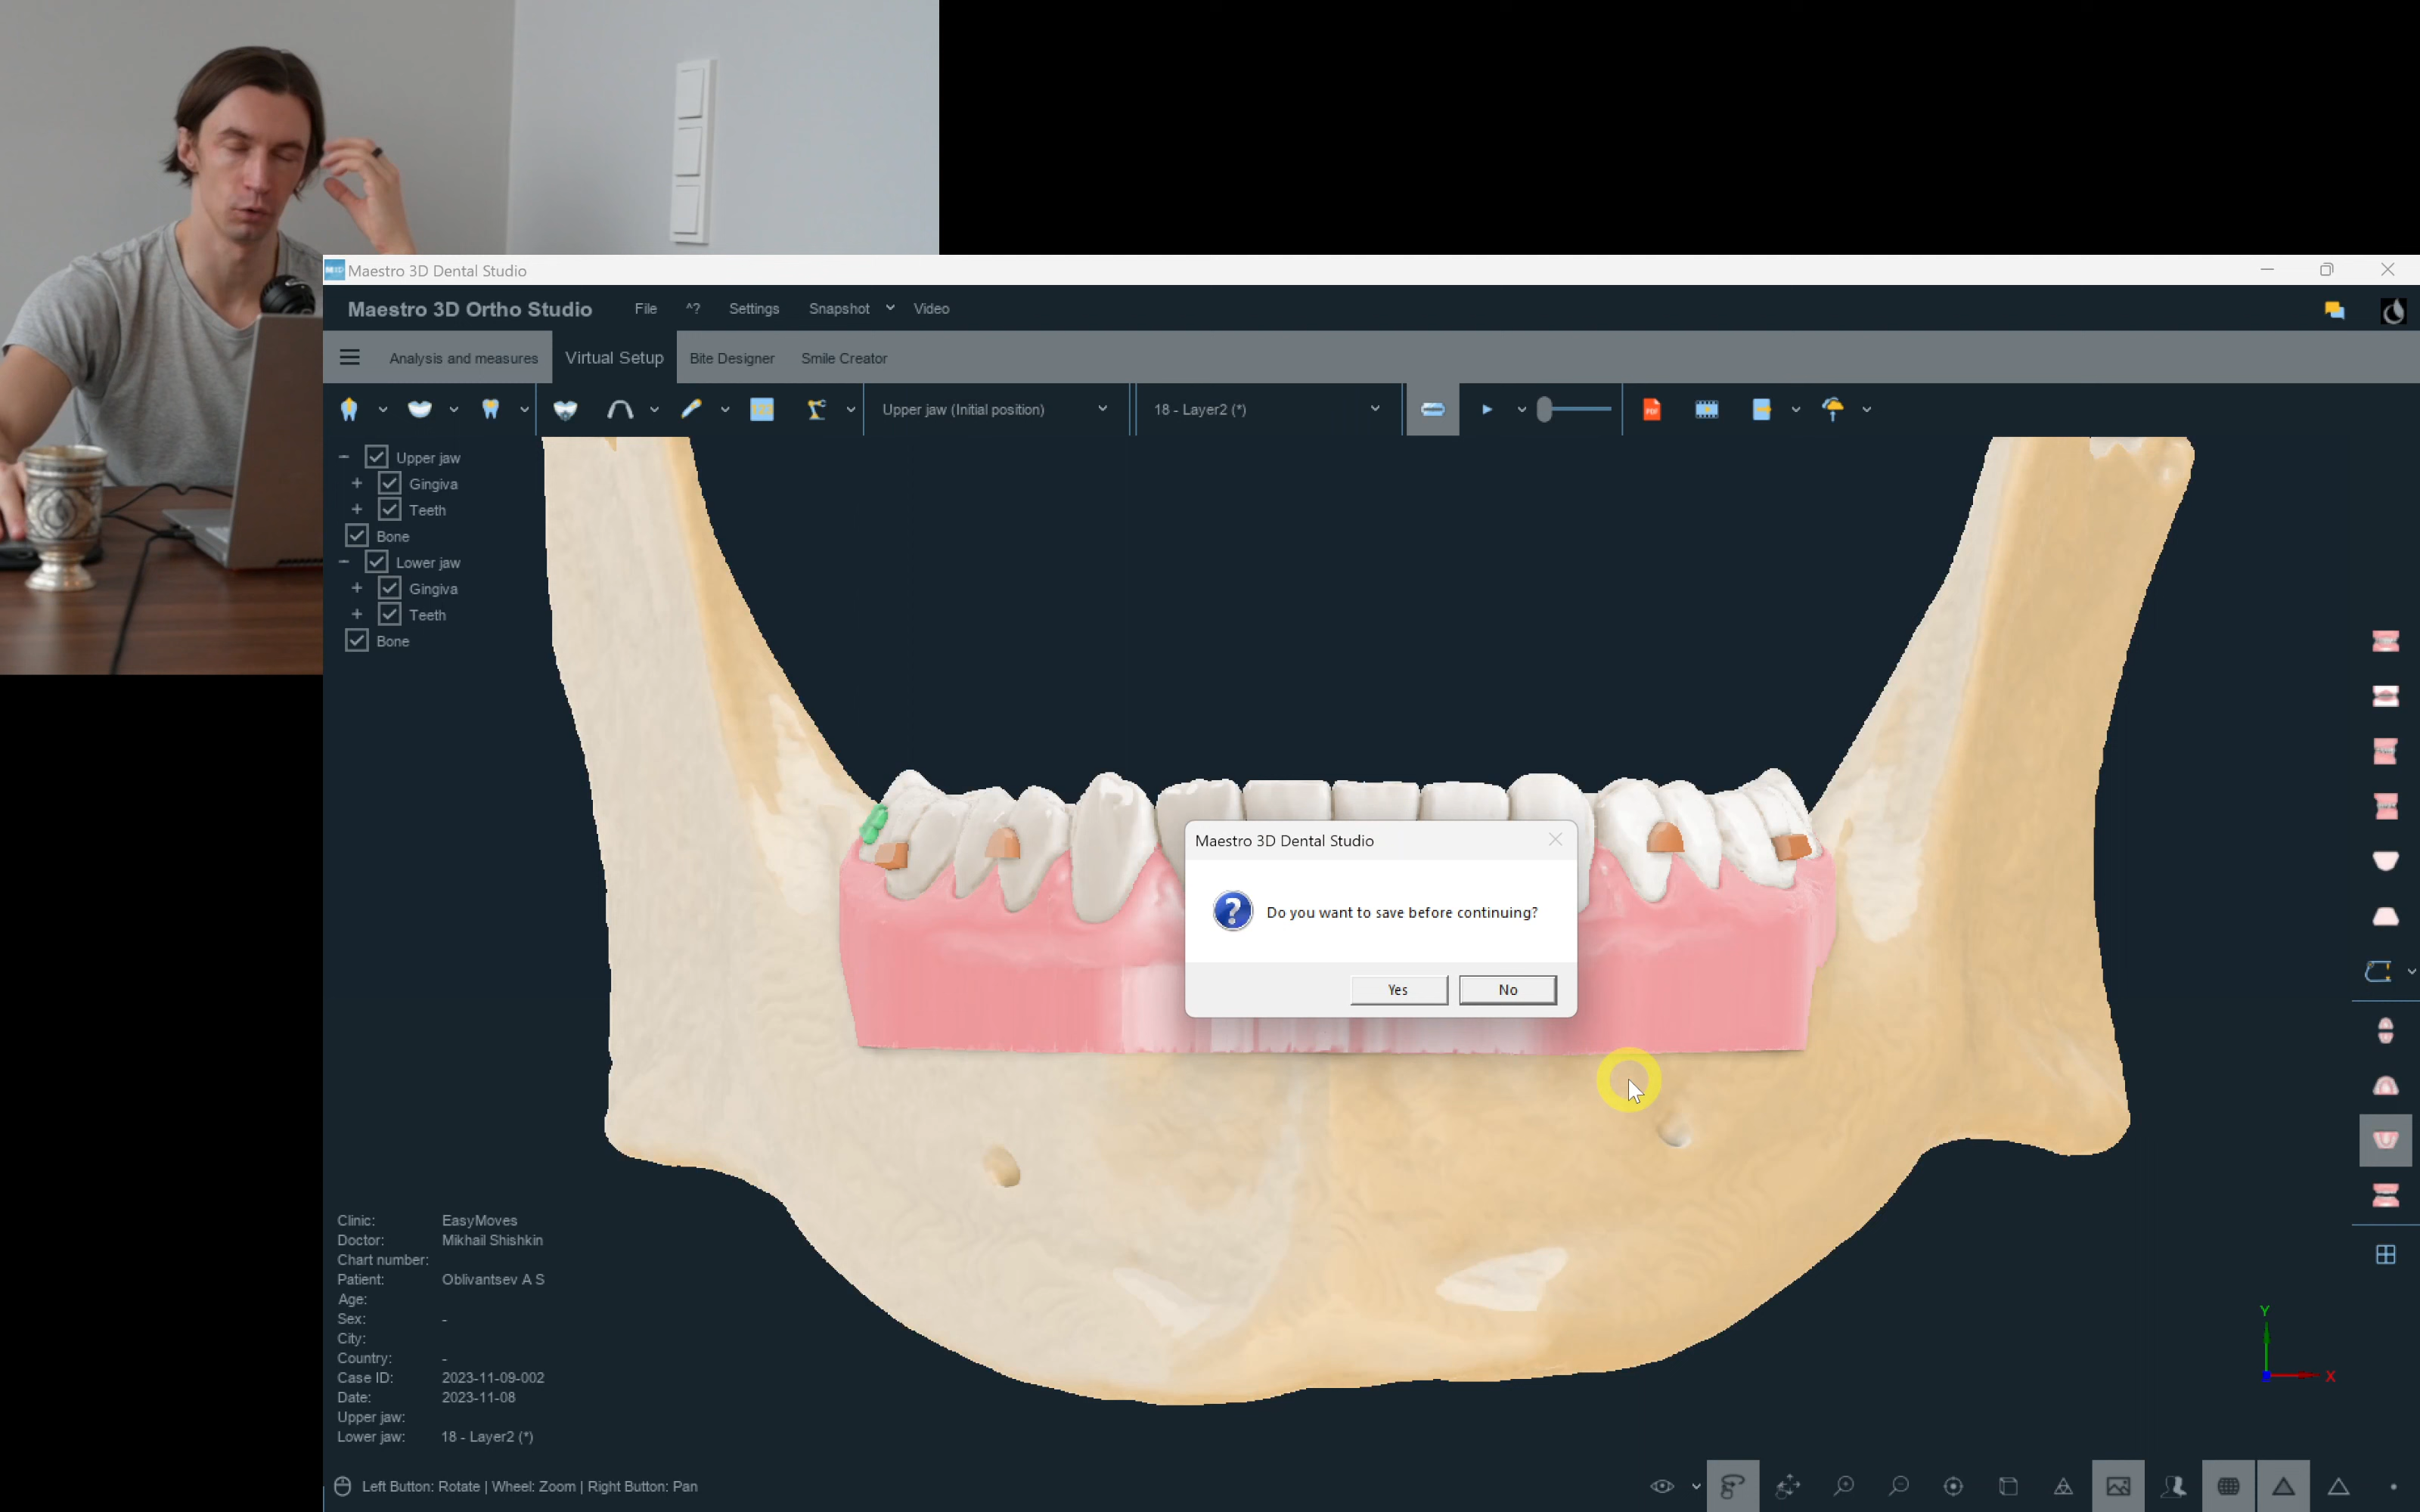 Maestro 3D Dental Studio
Maestro 3D Ortho Studio File ^? Settings Snapshot Video
Analysis and measures Virtual Setup Bite Designer Smile Creator
Upper jaw (Initial position) 18 - Layer2 (*) PDF
Upper jaw
Gingiva
Teeth
Bone
Lower jaw
Gingiva
Teeth
Bone
Maestro 3D Dental Studio
Do you want to save before continuing?
Yes No
Clinic: EasyMoves
Doctor: Mikhail Shishkin
Chart number:
Patient: Oblivantsev A S
Age:
Sex: -
City:
Country: -
Case ID: 2023-11-09-002
Date: 2023-11-08
Upper jaw:
Lower jaw: 18 - Layer2 (*)
Y
X
Left Button: Rotate | Wheel: Zoom | Right Button: Pan